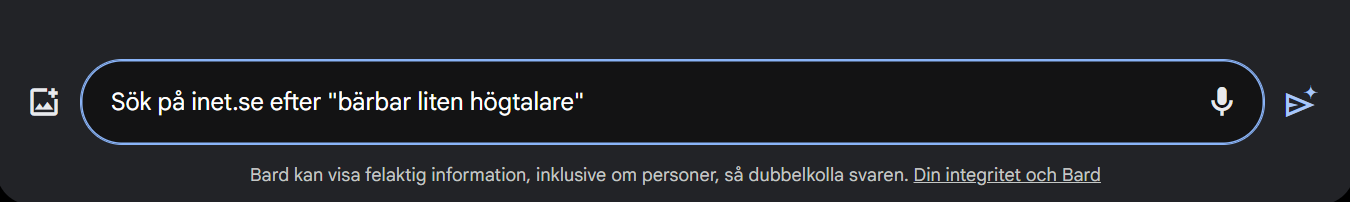 Sök på inet.se efter "bärbar liten högtalare"
Bard kan visa felaktig information, inklusive om personer, så dubbelkolla svaren. Din integritet och Bard